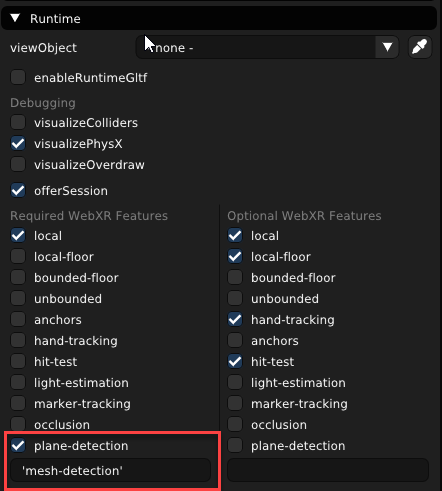 Runtime
viewObject none -
enableRuntimeGltf
Debugging
visualizeColliders
visualizePhysX
visualizeOverdraw
offerSession
Required WebXR Features
local
local-floor
bounded-floor
unbounded
anchors
hand-tracking
hit-test
light-estimation
marker-tracking
occlusion
plane-detection
'mesh-detection'
Optional WebXR Features
local
local-floor
bounded-floor
unbounded
hand-tracking
anchors
hit-test
light-estimation
marker-tracking
occlusion
plane-detection